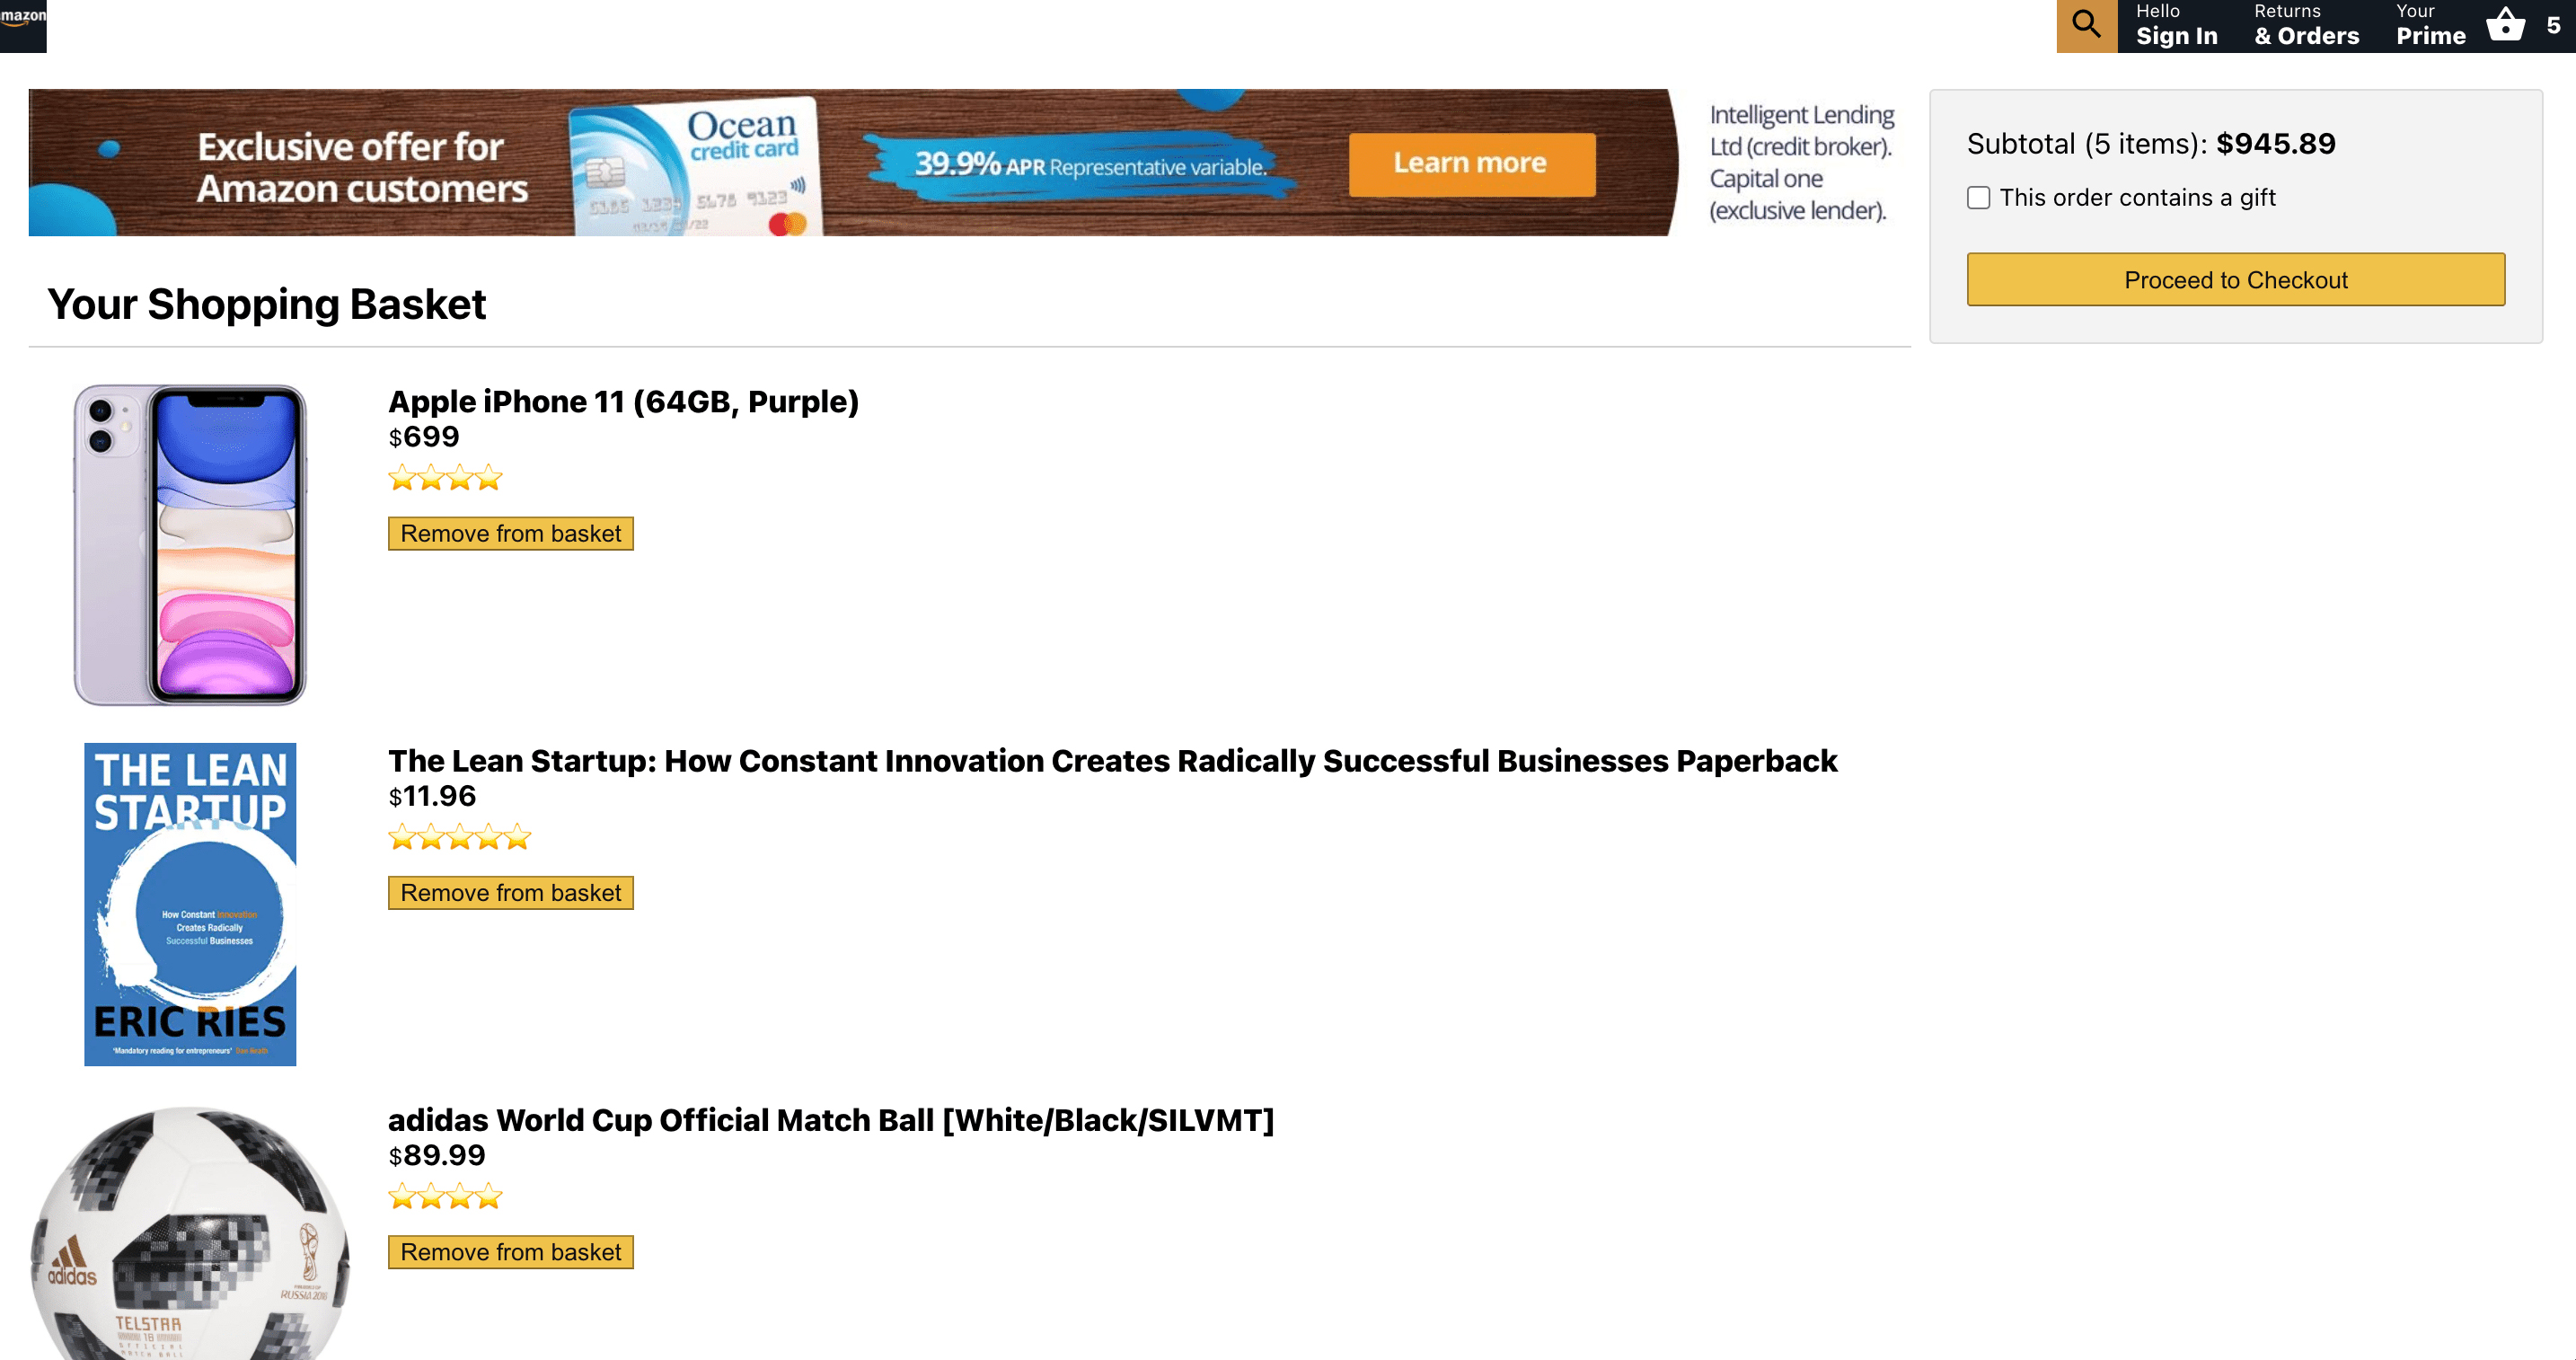 mazon
Hello
Sign In
Returns
& Orders
Your
Prime
5
Exclusive offer for
Amazon customers
Ocean
credit card
39.9% APR Representative variable.
Learn more
Intelligent Lending
Ltd (credit broker).
Capital one
(exclusive lender).
Subtotal (5 items): $945.89
This order contains a gift
Proceed to Checkout
Your Shopping Basket
Apple iPhone 11 (64GB, Purple)
$699
Remove from basket
THE LEAN
STARTUP
How Constant Innovation
Creates Radically
Successful Businesses
ERIC RIES
'Mandatory reading for entrepreneurs' Dan Heath
The Lean Startup: How Constant Innovation Creates Radically Successful Businesses Paperback
$11.96
Remove from basket
adidas World Cup Official Match Ball [White/Black/SILVMT]
$89.99
Remove from basket
adidas
RUSSIA 2018
TELSTAR
18
OFFICIAL
MATCH BALL